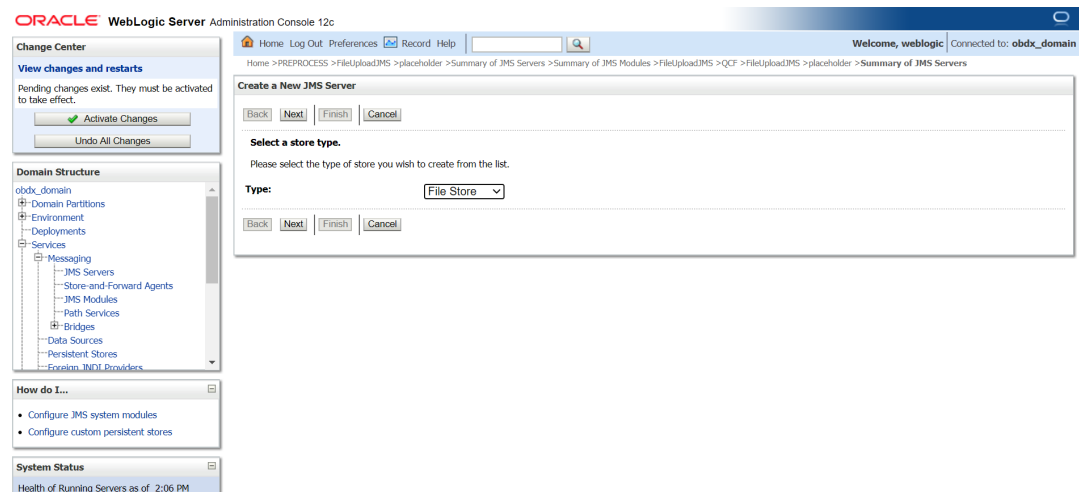 ORACLE WebLogic Server Administration Console 12c
Change Center
View changes and restarts
Pending changes exist. They must be activated
to take effect.
Activate Changes
Undo All Changes
Domain Structure
obdx_domain
Domain Partitions
Environment
Deployments
Services
Messaging
JMS Servers
Store-and-Forward Agents
JMS Modules
Path Services
Bridges
Data Sources
Persistent Stores
Foreign JNDI Providers
How do I...
Configure JMS system modules
Configure custom persistent stores
System Status
Health of Running Servers as of 2:06 PM
Home Log Out Preferences Record Help
Welcome, weblogic Connected to: obdx_domain
Home >PREPROCESS >FileUploadJMS >placeholder >Summary of JMS Servers >Summary of JMS Modules >FileUploadJMS >QCF >FileUploadJMS >placeholder >Summary of JMS Servers
Create a New JMS Server
Back Next Finish Cancel
Select a store type.
Please select the type of store you wish to create from the list.
Type: File Store
Back Next Finish Cancel